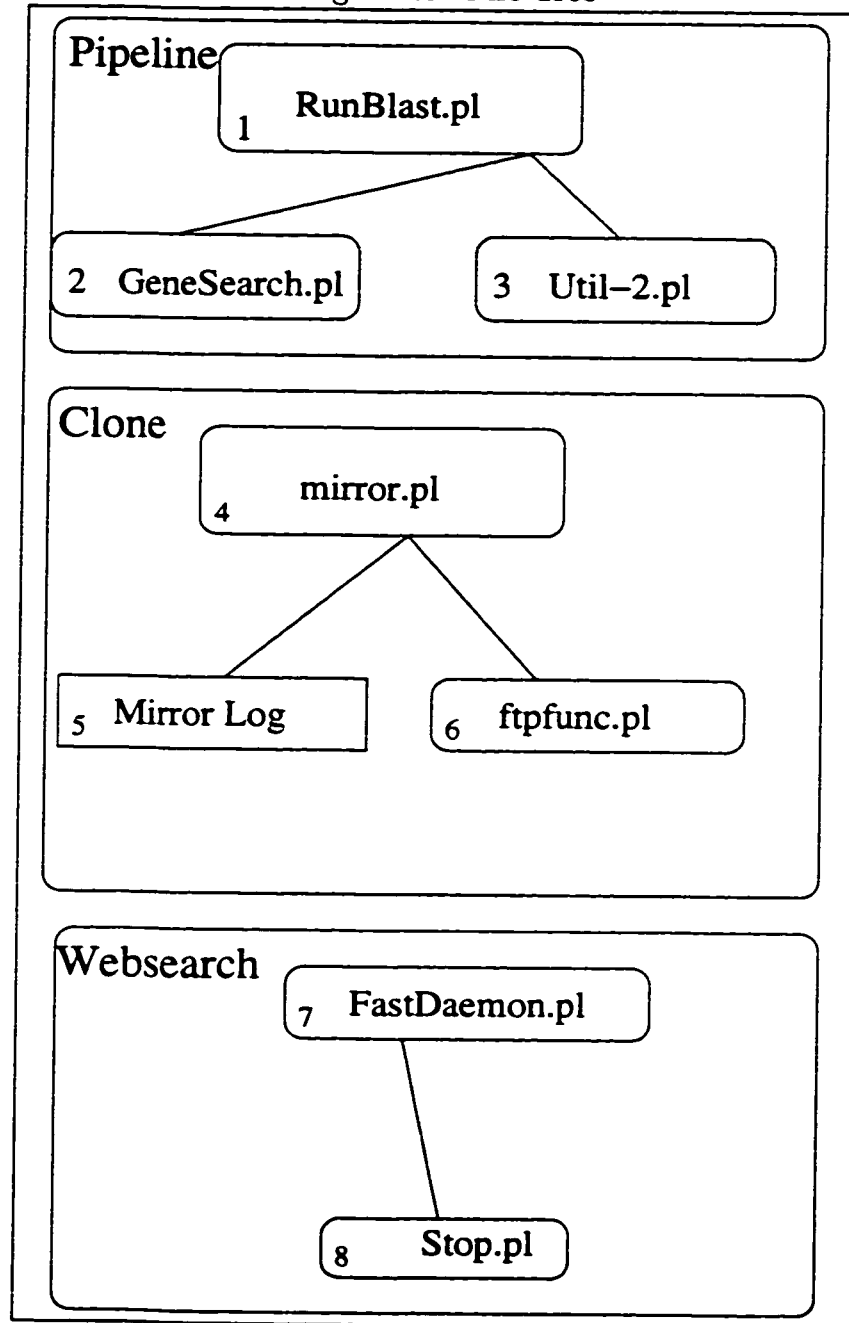 Pipeline
RunBlast.pl
1
2 GeneSearch.pl
3 Util-2.pl
Clone
mirror.pl
4
5 Mirror Log
6 ftpfunc.pl
Websearch
7 FastDaemon.pl
8 Stop.pl